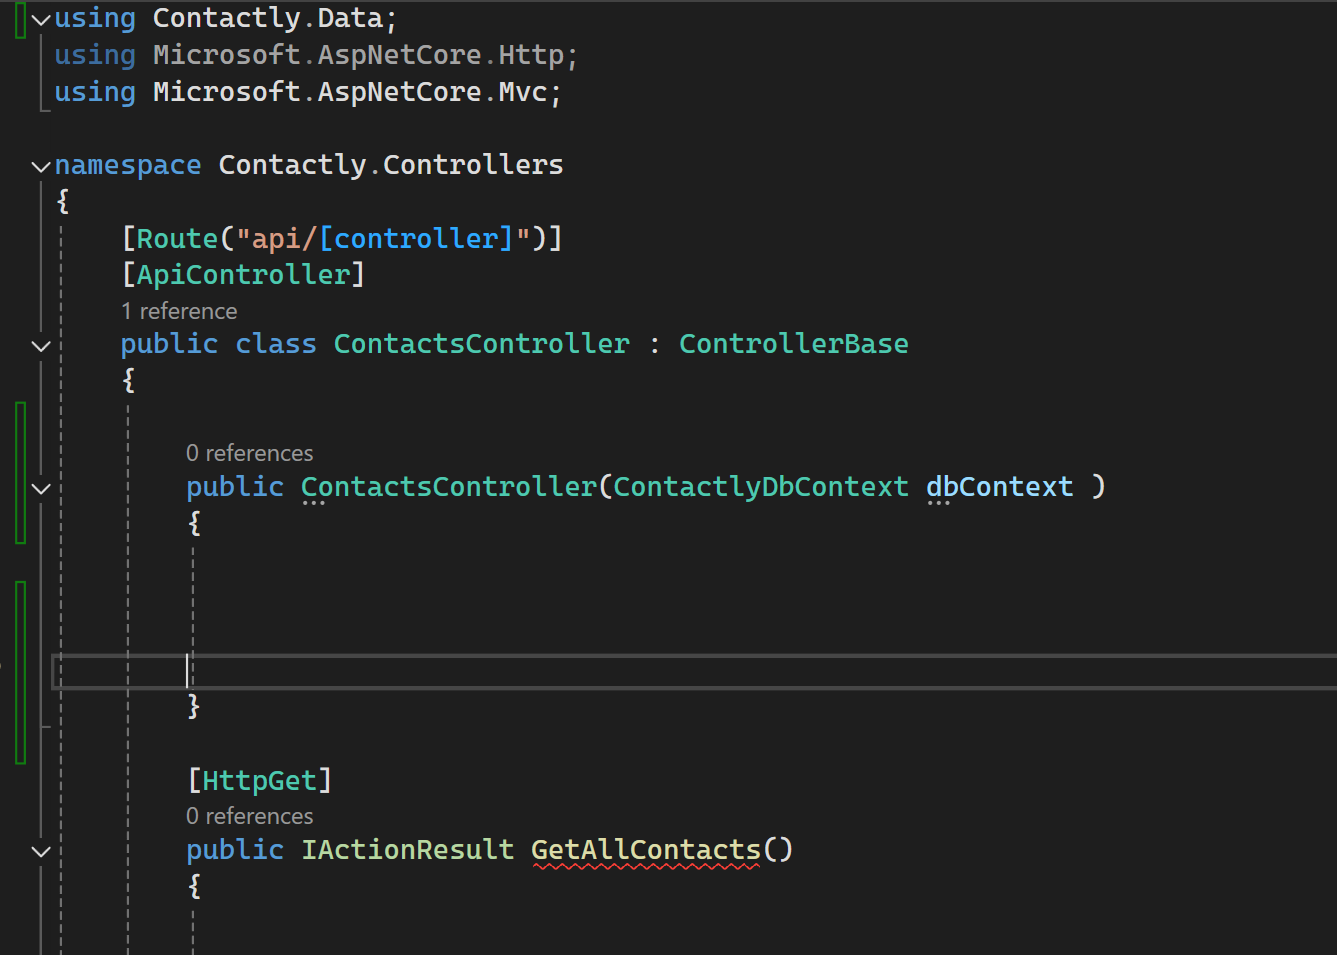 using Contactly.Data;
using Microsoft.AspNetCore.Http;
using Microsoft.AspNetCore.Mvc;
namespace Contactly.Controllers
{
[Route("api/[controller]")]
[ApiController]
1 reference
public class ContactsController : ControllerBase
{
0 references
public ContactsController(ContactlyDbContext dbContext )
{
}
[HttpGet]
0 references
public IActionResult GetAllContacts()
{